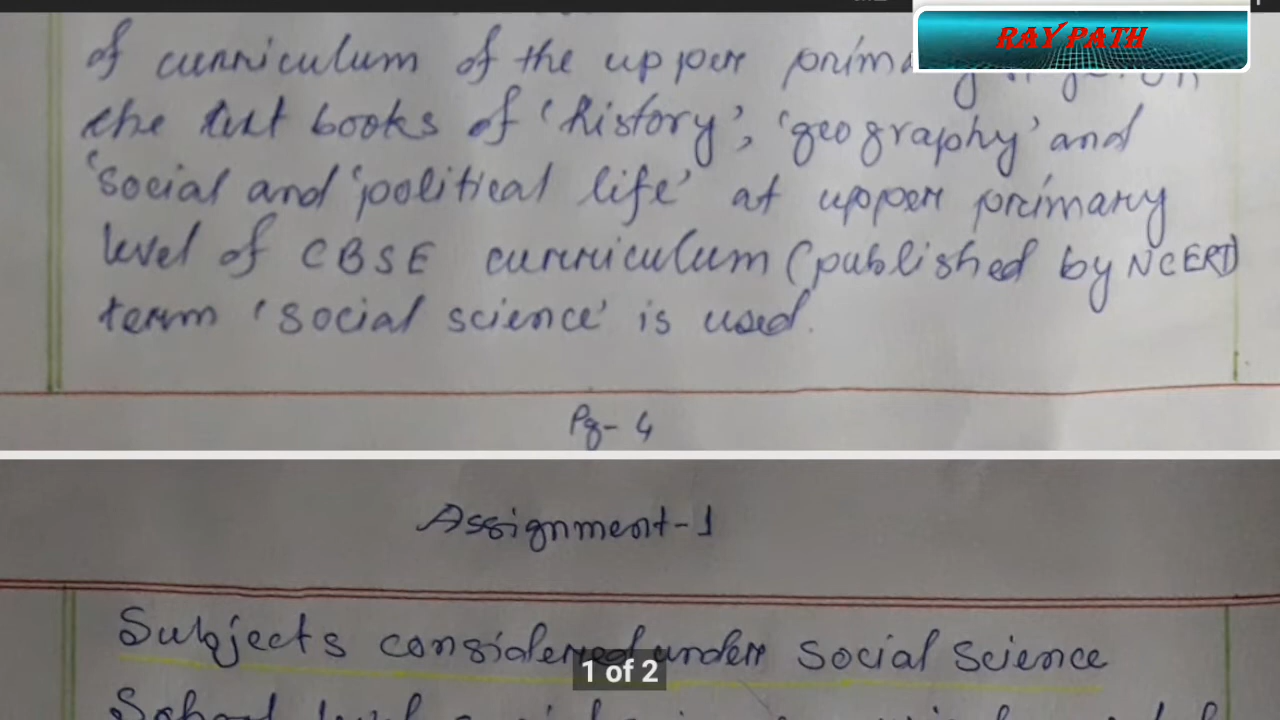 RAY PATH
of curriculum of the upper
the text books of 'history', 'geography' and
'social and 'political life' at upper primary
level of CBSE curriculum (published by NCERT)
term 'social science' is used.
Pg- 4
Assignment-1
Subjects considered under social science
1 of 2
School level